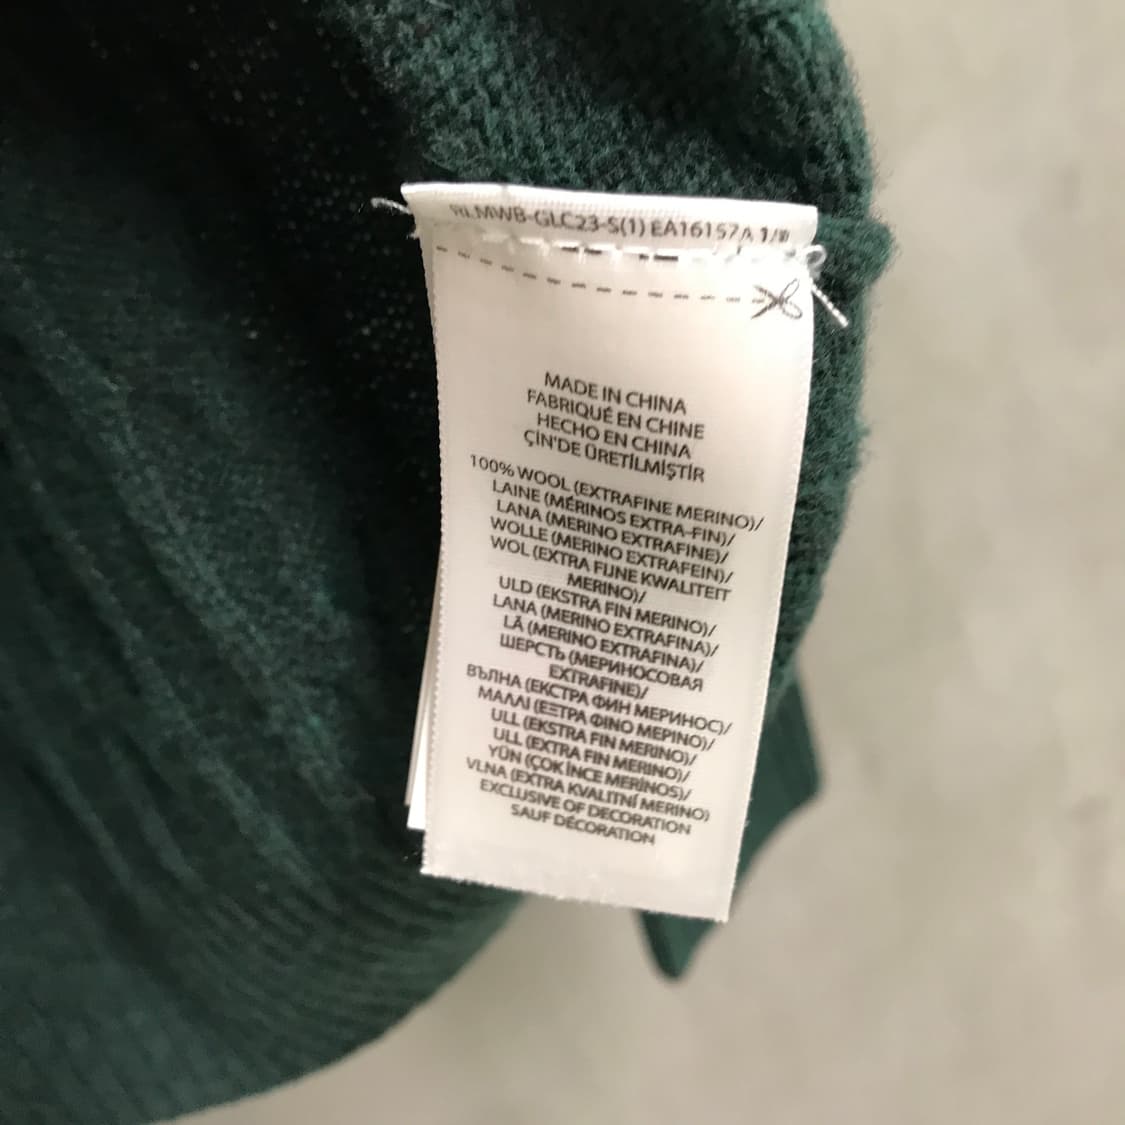 RLMWB-GLC23-S(1) EA16157A 1/
MADE IN CHINA
FABRIQUÉ EN CHINE
HECHO EN CHINA
ÇİN'DE ÜRETİLMİŞTİR
100% WOOL (EXTRAFINE MERINO)/
LAINE (MÉRINOS EXTRA-FIN)/
LANA (MERINO EXTRAFINE)/
WOLLE (MERINO EXTRAFEIN)/
WOL (EXTRA FIJNE KWALITEIT
MERINO)/
ULD (EKSTRA FIN MERINO)/
LANA (MERINO EXTRAFINA)/
LÃ (MERINO EXTRAFINA)/
ШЕРСТЬ (МЕРИНОСОВАЯ
EXTRAFINE)/
ВЪЛНА (ЕКСТРА ФИН МЕРИНОС)/
ΜΑΛΛΙ (ΕΞΤΡΑ ΦΙΝΟ ΜΕΡΙΝΟ)/
ULL (EKSTRA FIN MERINO)/
ULL (EXTRA FIN MERINO)/
YÜN (ÇOK İNCE MERİNOS)/
VLNA (EXTRA KVALITNÍ MERINO)
EXCLUSIVE OF DECORATION
SAUF DÉCORATION